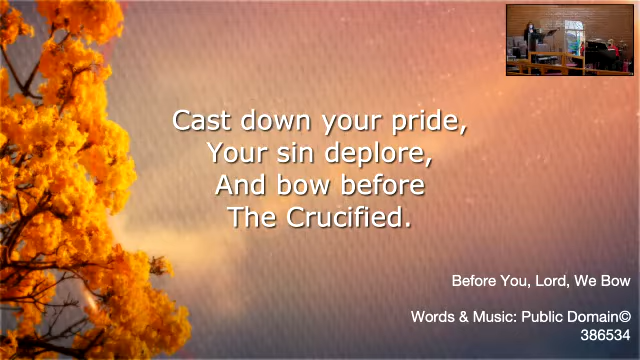 Cast down your pride,
Your sin deplore,
And bow before
The Crucified.
Before You, Lord, We Bow
Words & Music: Public Domain©
386534